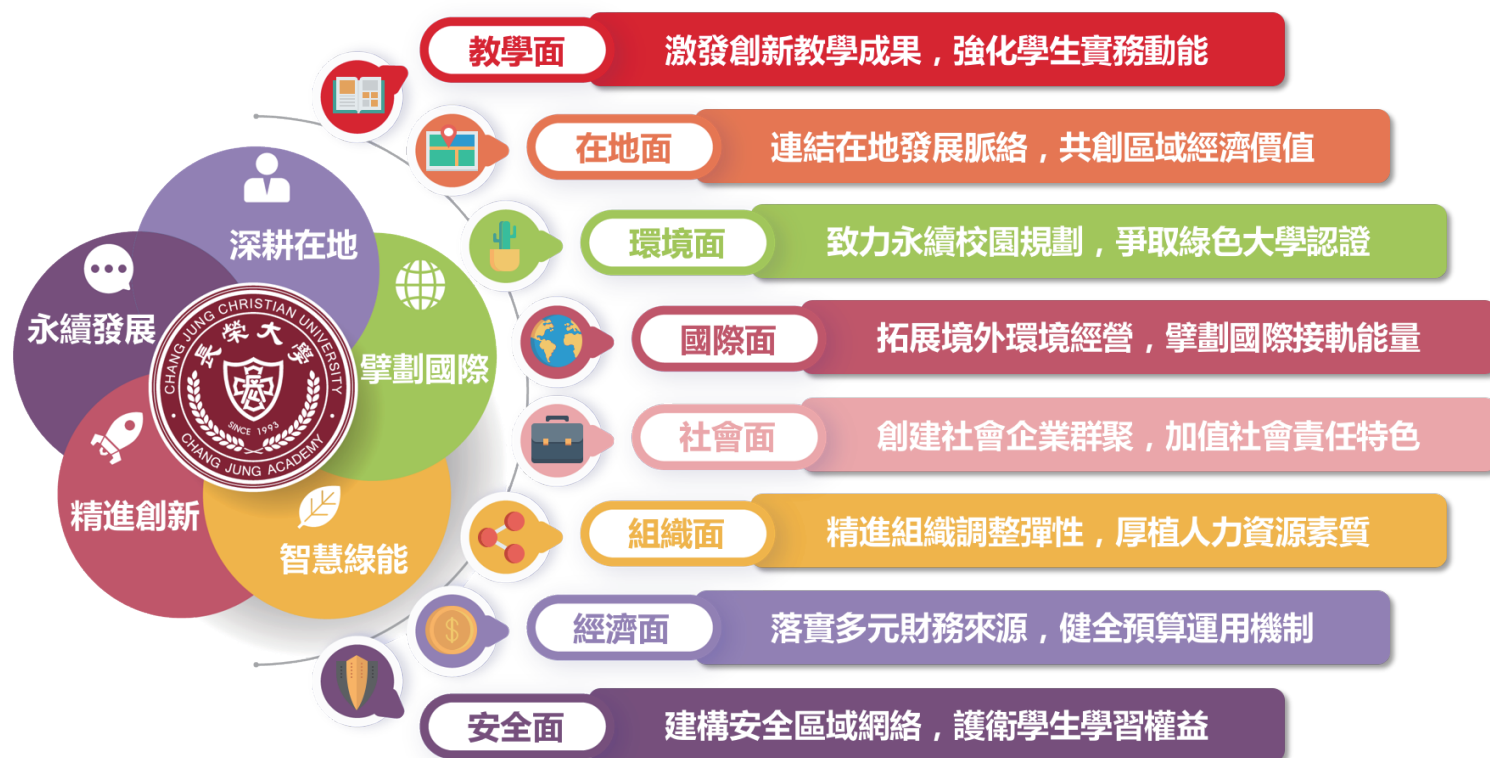 教學面
激發創新教學成果，強化學生實務動能
在地面
連結在地發展脈絡，共創區域經濟價值
環境面
致力永續校園規劃，爭取綠色大學認證
國際面
拓展境外環境經營，擘劃國際接軌能量
社會面
創建社會企業群聚，加值社會責任特色
組織面
精進組織調整彈性，厚植人力資源素質
經濟面
落實多元財務來源，健全預算運用機制
安全面
建構安全區域網絡，護衛學生學習權益
深耕在地
永續發展
擘劃國際
精進創新
智慧綠能
CHANG JUNG CHRISTIAN UNIVERSITY
長榮大學
SINCE 1993
CHANG JUNG ACADEMY